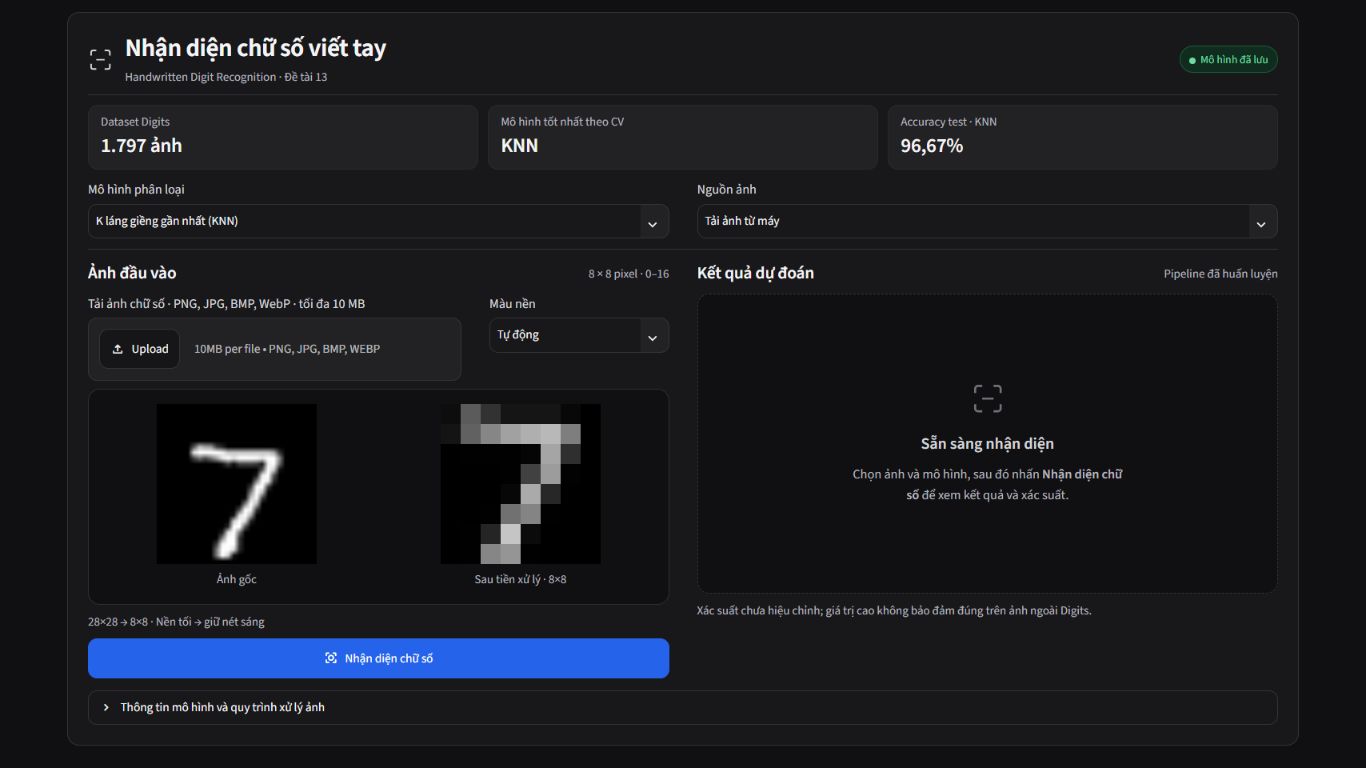 Nhận diện chữ số viết tay
Handwritten Digit Recognition · Đề tài 13
Mô hình đã lưu
Dataset Digits
1.797 ảnh
Mô hình tốt nhất theo CV
KNN
Accuracy test · KNN
96,67%
Mô hình phân loại
K láng giềng gần nhất (KNN)
Nguồn ảnh
Tải ảnh từ máy
Ảnh đầu vào
8 × 8 pixel · 0–16
Tải ảnh chữ số · PNG, JPG, BMP, WebP · tối đa 10 MB
Upload
10MB per file • PNG, JPG, BMP, WEBP
Màu nền
Tự động
7
7
Ảnh gốc
Sau tiền xử lý · 8×8
28×28 → 8×8 · Nền tối → giữ nét sáng
Nhận diện chữ số
Kết quả dự đoán
Pipeline đã huấn luyện
Sẵn sàng nhận diện
Chọn ảnh và mô hình, sau đó nhấn Nhận diện chữ
số để xem kết quả và xác suất.
Xác suất chưa hiệu chỉnh; giá trị cao không bảo đảm đúng trên ảnh ngoài Digits.
Thông tin mô hình và quy trình xử lý ảnh